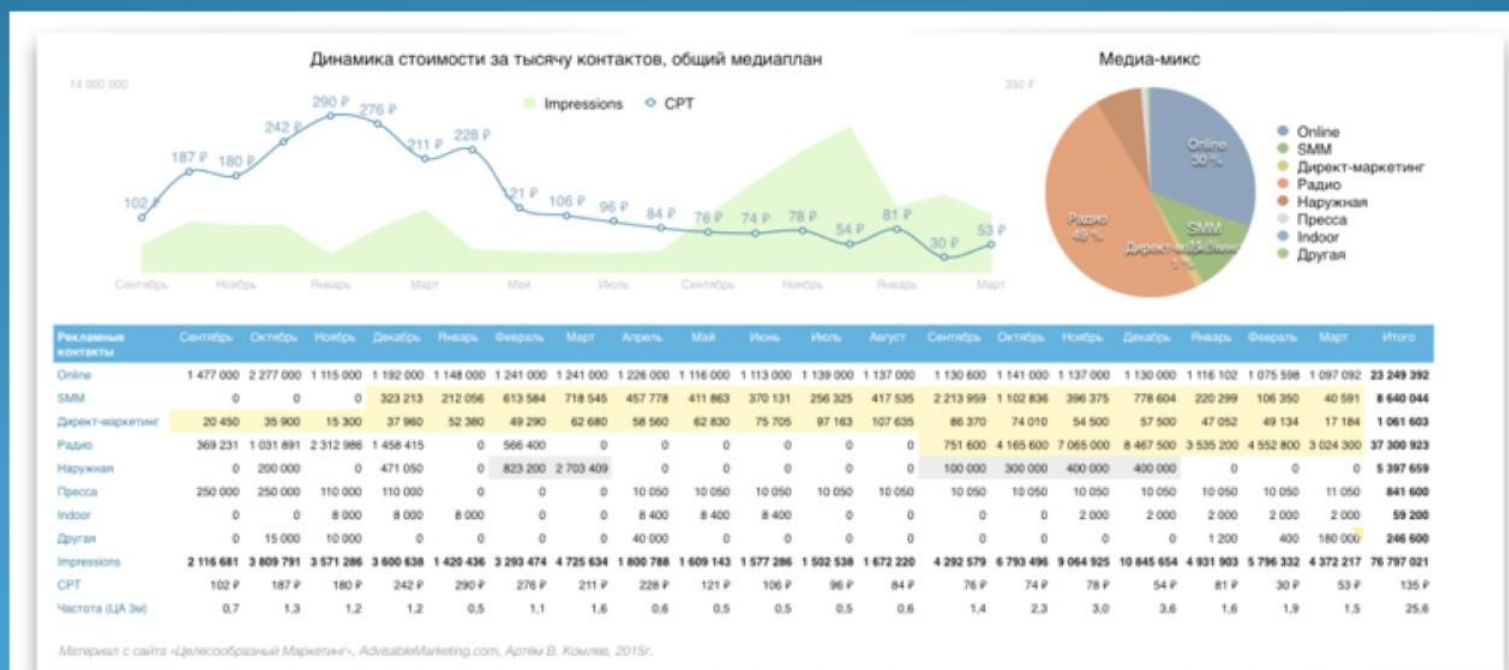 Динамика стоимости за тысячу контактов, общий медиаплан
Медиа-микс
14 000 000
350 ₽
Impressions CPT
102 ₽ 187 ₽ 180 ₽ 242 ₽ 290 ₽ 276 ₽ 211 ₽ 228 ₽ 121 ₽ 106 ₽ 96 ₽ 84 ₽ 76 ₽ 74 ₽ 78 ₽ 54 ₽ 81 ₽ 30 ₽ 53 ₽
Сентябрь Ноябрь Январь Март Май Июль Сентябрь Ноябрь Январь Март
Online
30 %
SMM
Директ-маркетинг
1 %
Радио
49 %
Online
SMM
Директ-маркетинг
Радио
Наружная
Пресса
Indoor
Другая
Рекламные контакты Сентябрь Октябрь Ноябрь Декабрь Январь Февраль Март Апрель Май Июнь Июль Август Сентябрь Октябрь Ноябрь Декабрь Январь Февраль Март Итого
Online 1 477 000 2 277 000 1 115 000 1 192 000 1 148 000 1 241 000 1 241 000 1 226 000 1 116 000 1 113 000 1 139 000 1 137 000 1 130 600 1 141 000 1 137 000 1 130 000 1 116 102 1 075 598 1 097 092 23 249 392
SMM 0 0 0 323 213 212 056 613 584 718 545 457 778 411 863 370 131 256 325 417 535 2 213 959 1 102 836 396 375 778 604 220 299 106 350 40 591 8 640 044
Директ-маркетинг 20 450 35 900 15 300 37 960 52 380 49 290 62 680 58 560 62 830 75 705 97 163 107 635 86 370 74 010 54 500 57 500 47 052 49 134 17 184 1 061 603
Радио 369 231 1 031 891 2 312 986 1 458 415 0 566 400 0 0 0 0 0 0 751 600 4 165 600 7 065 000 8 467 500 3 535 200 4 552 800 3 024 300 37 300 923
Наружная 0 200 000 0 471 050 0 823 200 2 703 409 0 0 0 0 0 100 000 300 000 400 000 400 000 0 0 0 5 397 659
Пресса 250 000 250 000 110 000 110 000 0 0 0 10 050 10 050 10 050 10 050 10 050 10 050 10 050 10 050 10 050 10 050 10 050 11 050 841 600
Indoor 0 0 8 000 8 000 8 000 0 0 8 400 8 400 8 400 0 0 0 0 2 000 2 000 2 000 2 000 2 000 59 200
Другая 0 15 000 10 000 0 0 0 0 40 000 0 0 0 0 0 0 0 0 1 200 400 180 000 246 600
Impressions 2 116 681 3 809 791 3 571 286 3 600 638 1 420 436 3 293 474 4 725 634 1 800 788 1 609 143 1 577 286 1 502 538 1 672 220 4 292 579 6 793 496 9 064 925 10 845 654 4 931 903 5 796 332 4 372 217 76 797 021
CPT 102 ₽ 187 ₽ 180 ₽ 242 ₽ 290 ₽ 276 ₽ 211 ₽ 228 ₽ 121 ₽ 106 ₽ 96 ₽ 84 ₽ 76 ₽ 74 ₽ 78 ₽ 54 ₽ 81 ₽ 30 ₽ 53 ₽ 135 ₽
Частота (ЦА 3м) 0,7 1,3 1,2 1,2 0,5 1,1 1,6 0,6 0,5 0,5 0,5 0,6 1,4 2,3 3,0 3,6 1,6 1,9 1,5 25,6
Материал с сайта «Целесообразный Маркетинг», AdvisableMarketing.com, Артём В. Комлев, 2015г.